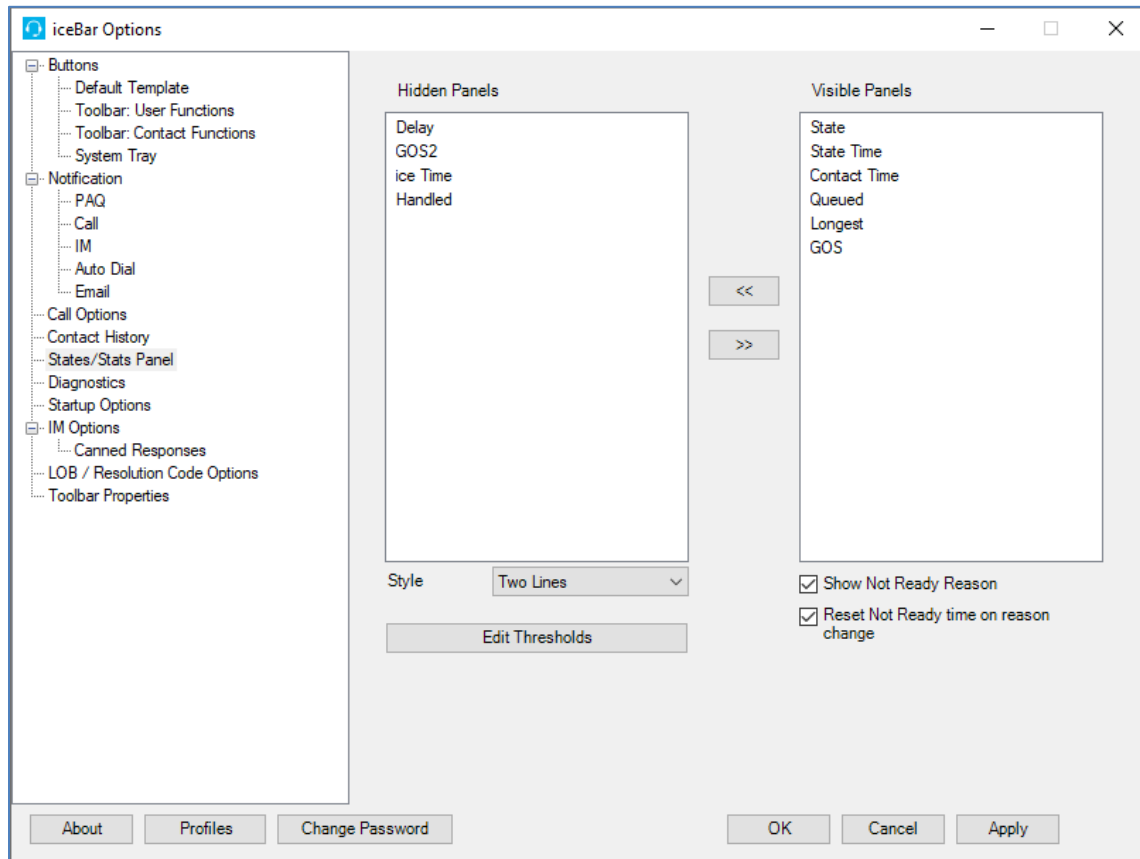 iceBar Options
Buttons
Default Template
Toolbar: User Functions
Toolbar: Contact Functions
System Tray
Notification
PAQ
Call
IM
Auto Dial
Email
Call Options
Contact History
States/Stats Panel
Diagnostics
Startup Options
IM Options
Canned Responses
LOB / Resolution Code Options
Toolbar Properties
Hidden Panels
Delay
GOS2
ice Time
Handled
<<
>>
Visible Panels
State
State Time
Contact Time
Queued
Longest
GOS
Style
Two Lines
Edit Thresholds
Show Not Ready Reason
Reset Not Ready time on reason
change
About
Profiles
Change Password
OK
Cancel
Apply